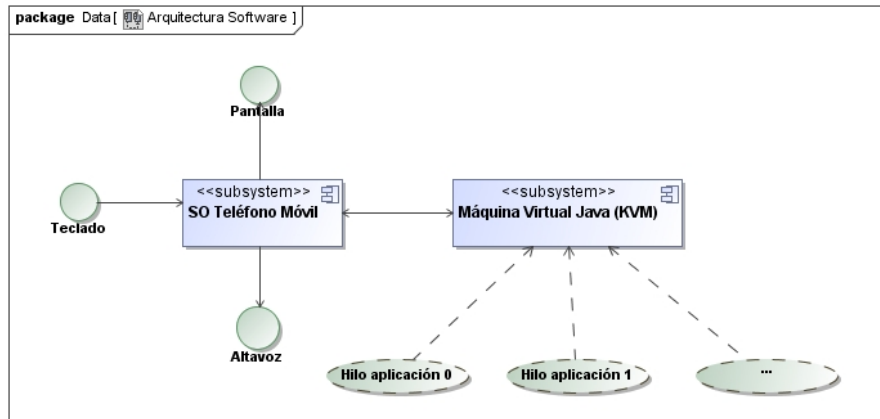 package Data[ Arquitectura Software ]
Pantalla
<<subsystem>>
SO Teléfono Móvil
<<subsystem>>
Máquina Virtual Java (KVM)
Teclado
Altavoz
Hilo aplicación 0
Hilo aplicación 1
...